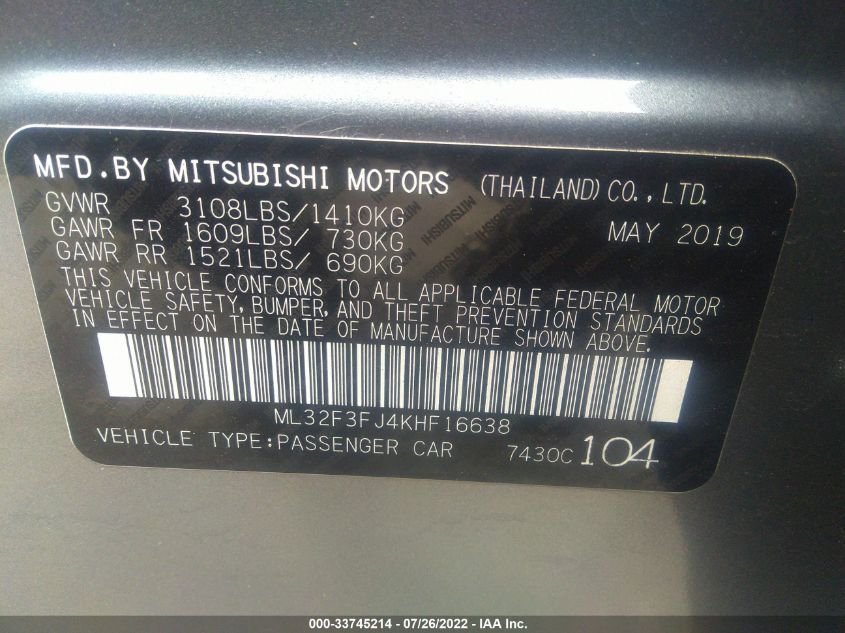 MFD.BY MITSUBISHI MOTORS (THAILAND) CO.,LTD.
GVWR 3108LBS/1410KG MAY 2019
GAWR FR 1609LBS/ 730KG
GAWR RR 1521LBS/ 690KG
THIS VEHICLE CONFORMS TO ALL APPLICABLE FEDERAL MOTOR
VEHICLE SAFETY, BUMPER, AND THEFT PREVENTION STANDARDS
IN EFFECT ON THE DATE OF MANUFACTURE SHOWN ABOVE.
ML32F3FJ4KHF16638
VEHICLE TYPE:PASSENGER CAR 7430C 104
000-33745214 - 07/26/2022 - IAA Inc.